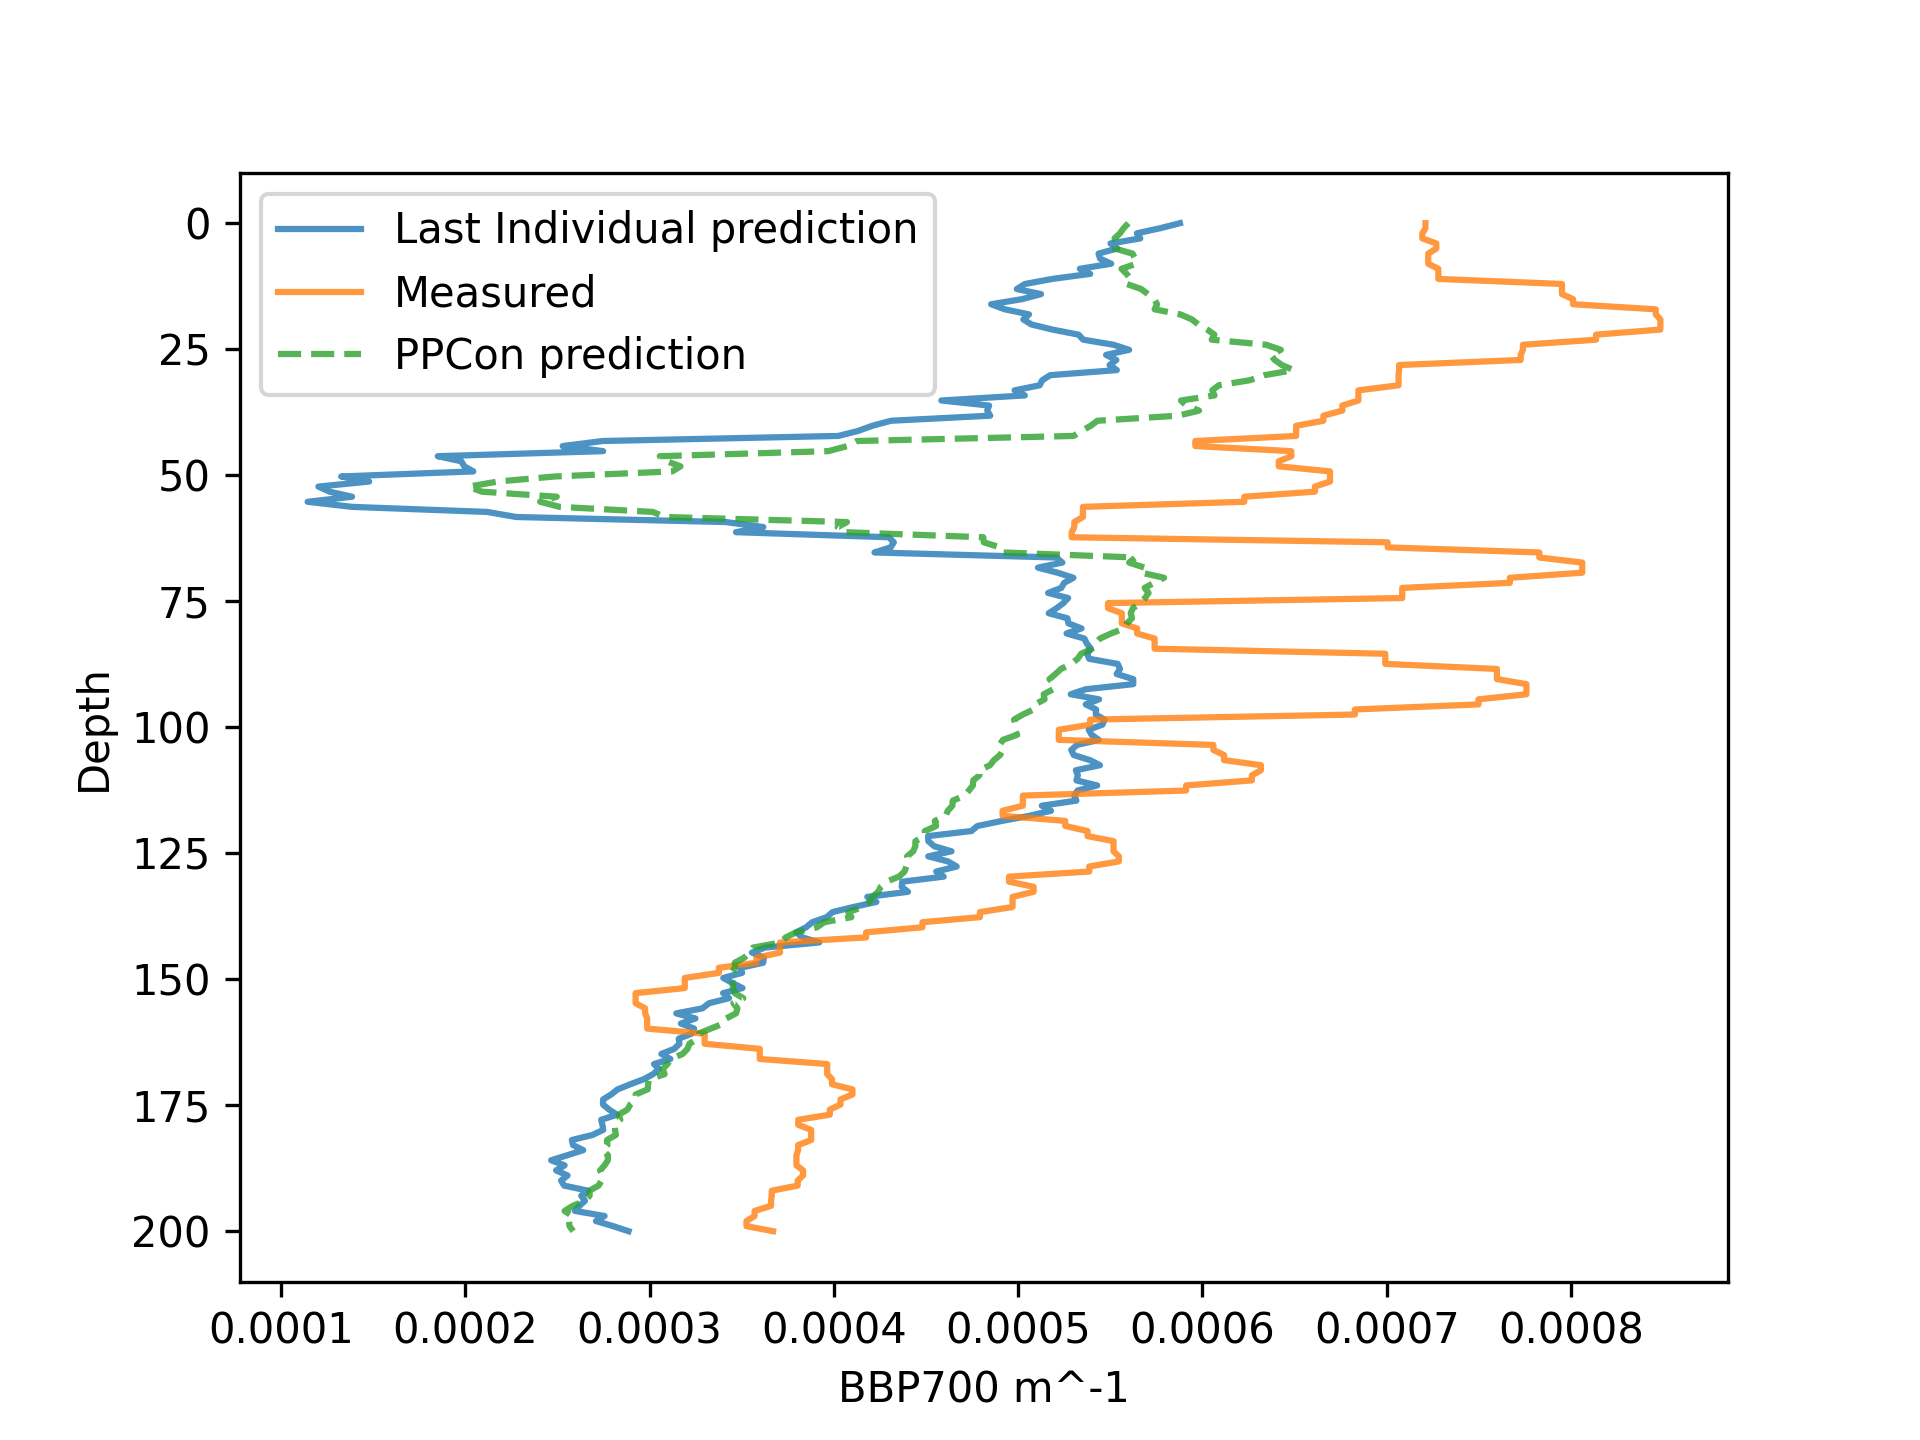 Last Individual prediction
Measured
PPCon prediction
0
25
50
75
100
125
150
175
200
Depth
0.0001 0.0002 0.0003 0.0004 0.0005 0.0006 0.0007 0.0008
BBP700 m^-1